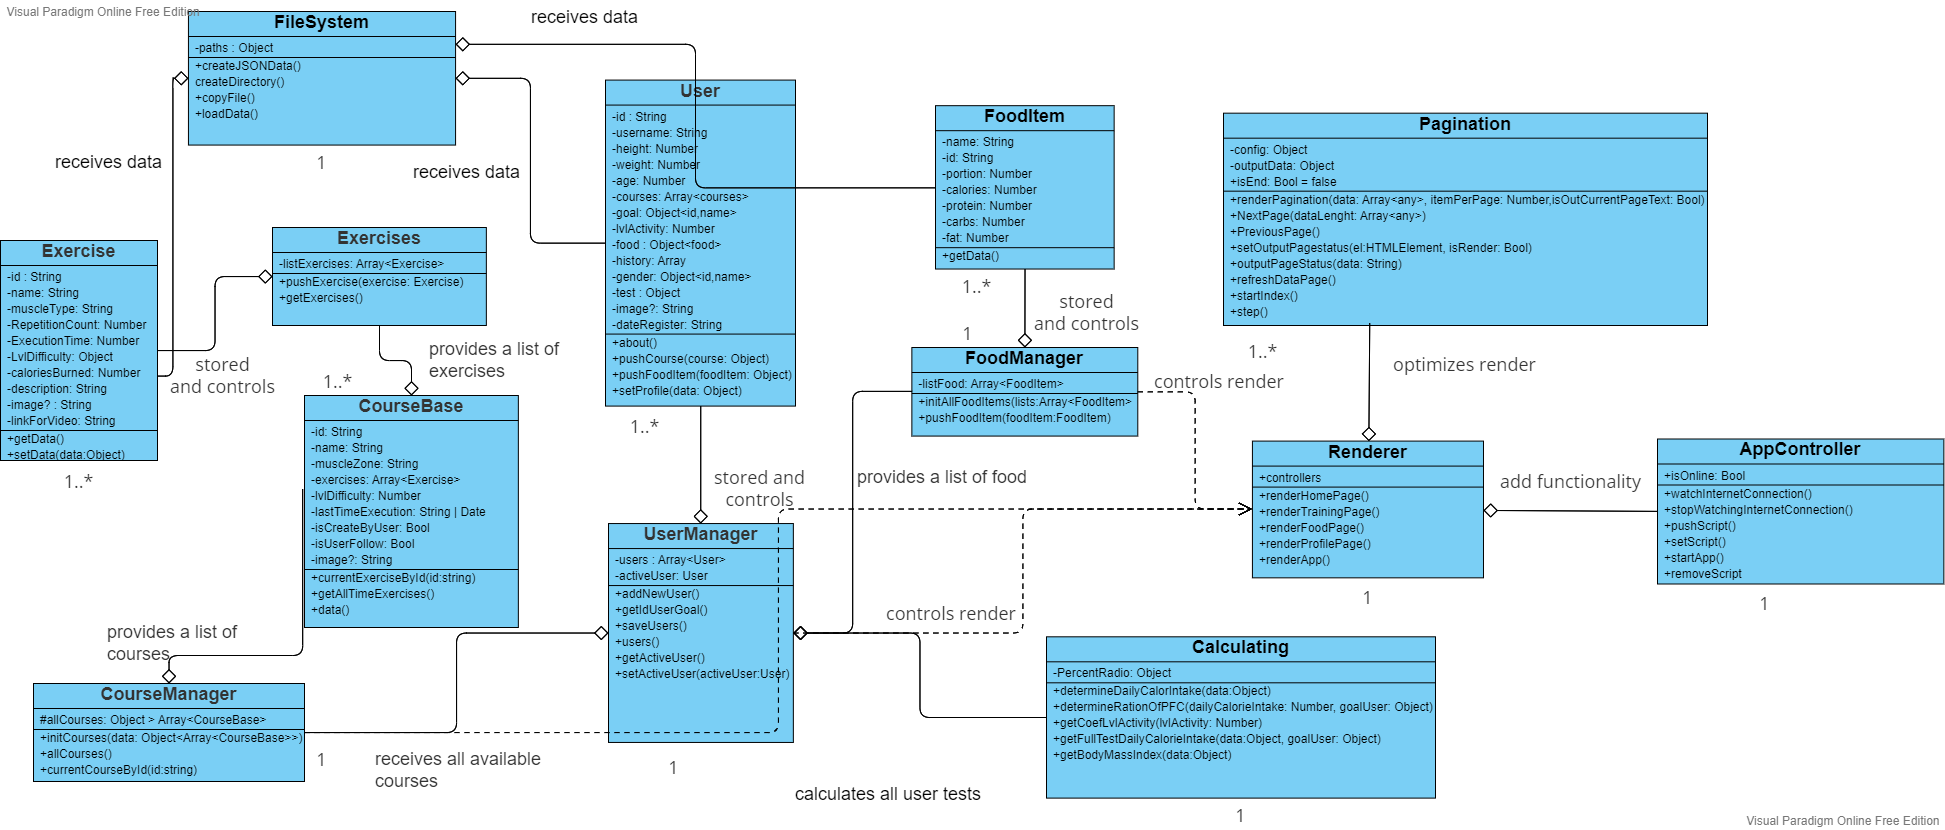 Visual Paradigm Online Free Edition
FileSystem
-paths : Object
+createJSONData()
createDirectory()
+copyFile()
+loadData()
1
receives data
receives data
receives data
User
-id : String
-username: String
-height: Number
-weight: Number
-age: Number
-courses: Array<courses>
-goal: Object<id,name>
-lvlActivity: Number
-food : Object<food>
-history: Array
-gender: Object<id,name>
-test : Object
-image?: String
-dateRegister: String
+about()
+pushCourse(course: Object)
+pushFoodItem(foodItem: Object)
+setProfile(data: Object)
1..*
FoodItem
-name: String
-id: String
-portion: Number
-calories: Number
-protein: Number
-carbs: Number
-fat: Number
+getData()
1..*
stored
and controls
1
Pagination
-config: Object
-outputData: Object
+isEnd: Bool = false
+renderPagination(data: Array<any>, itemPerPage: Number,isOutCurrentPageText: Bool)
+NextPage(dataLenght: Array<any>)
+PreviousPage()
+setOutputPagestatus(el:HTMLElement, isRender: Bool)
+outputPageStatus(data: String)
+refreshDataPage()
+startIndex()
+step()
1..*
optimizes render
Exercise
-id : String
-name: String
-muscleType: String
-RepetitionCount: Number
-ExecutionTime: Number
-LvlDifficulty: Object
-caloriesBurned: Number
-description: String
-image? : String
-linkForVideo: String
+getData()
+setData(data:Object)
1..*
stored
and controls
Exercises
-listExercises: Array<Exercise>
+pushExercise(exercise: Exercise)
+getExercises()
provides a list of
exercises
1..*
CourseBase
-id: String
-name: String
-muscleZone: String
-exercises: Array<Exercise>
-lvlDifficulty: Number
-lastTimeExecution: String | Date
-isCreateByUser: Bool
-isUserFollow: Bool
-image?: String
+currentExerciseById(id:string)
+getAllTimeExercises()
+data()
FoodManager
-listFood: Array<FoodItem>
+initAllFoodItems(lists:Array<FoodItem>
+pushFoodItem(foodItem:FoodItem)
controls render
provides a list of food
stored and
controls
UserManager
-users : Array<User>
-activeUser: User
+addNewUser()
+getIdUserGoal()
+saveUsers()
+users()
+getActiveUser()
+setActiveUser(activeUser:User)
1
controls render
Renderer
+controllers
+renderHomePage()
+renderTrainingPage()
+renderFoodPage()
+renderProfilePage()
+renderApp()
1
add functionality
AppController
+isOnline: Bool
+watchInternetConnection()
+stopWatchingInternetConnection()
+pushScript()
+setScript()
+startApp()
+removeScript
1
provides a list of
courses
CourseManager
#allCourses: Object > Array<CourseBase>
+initCourses(data: Object<Array<CourseBase>>)
+allCourses()
+currentCourseById(id:string)
1
receives all available
courses
Calculating
-PercentRadio: Object
+determineDailyCalorIntake(data:Object)
+determineRationOfPFC(dailyCalorieIntake: Number, goalUser: Object)
+getCoefLvlActivity(lvlActivity: Number)
+getFullTestDailyCalorieIntake(data:Object, goalUser: Object)
+getBodyMassIndex(data:Object)
calculates all user tests
1
Visual Paradigm Online Free Edition